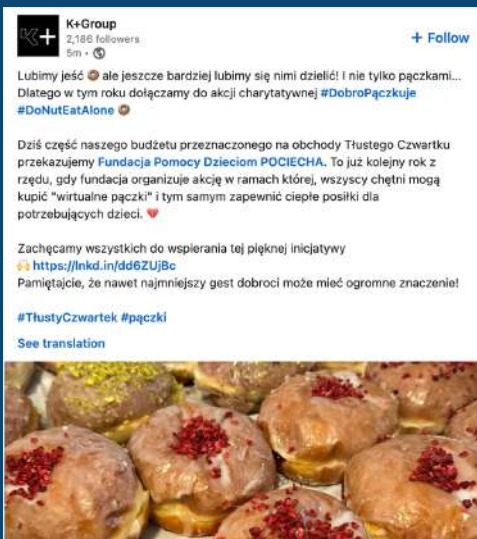 K+
K+Group
2,186 followers
5m •
+ Follow
Lubimy jeść 🍩 ale jeszcze bardziej lubimy się nimi dzielić! I nie tylko pączkami...
Dlatego w tym roku dołączamy do akcji charytatywnej #DobroPączkuje
#DoNutEatAlone 🍩
Dziś część naszego budżetu przeznaczonego na obchody Tłustego Czwartku
przekazujemy Fundacja Pomocy Dzieciom POCIECHA. To już kolejny rok z
rzędu, gdy fundacja organizuje akcję w ramach której, wszyscy chętni mogą
kupić "wirtualne pączki" i tym samym zapewnić ciepłe posiłki dla
potrzebujących dzieci. 💔
Zachęcamy wszystkich do wspierania tej pięknej inicjatywy
🙌 https://lnkd.in/dd6ZUjBc
Pamiętajcie, że nawet najmniejszy gest dobroci może mieć ogromne znaczenie!
#TłustyCzwartek #pączki
See translation